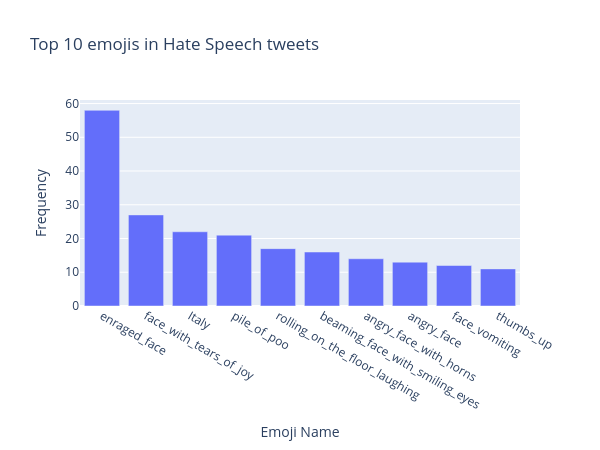 Top 10 emojis in Hate Speech tweets
60
50
40
30
20
10
0
Frequency
enraged_face
face_with_tears_of_joy
Italy
pile_of_poo
rolling_on_the_floor_laughing
beaming_face_with_smiling_eyes
angry_face_with_horns
angry_face
face_vomiting
thumbs_up
Emoji Name